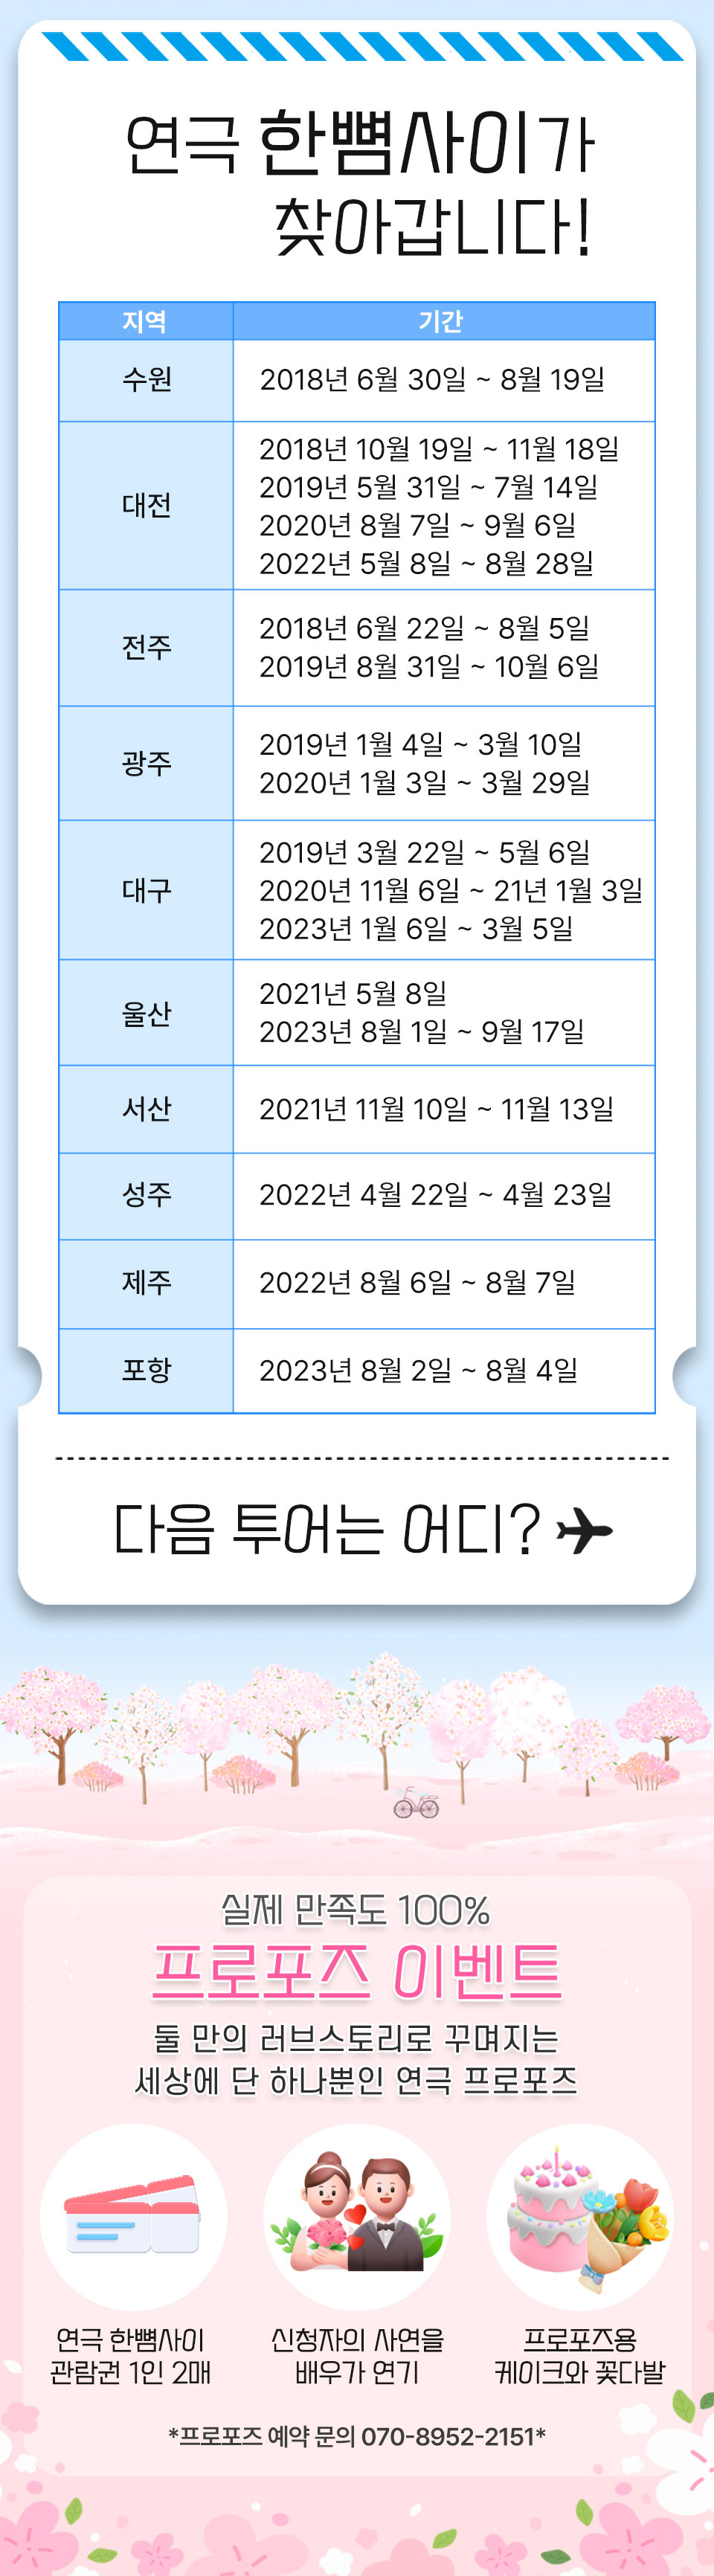 연극 한뼘사이가
찾아갑니다!
지역 기간
수원 2018년 6월 30일 ~ 8월 19일
대전
2018년 10월 19일 ~ 11월 18일
2019년 5월 31일 ~ 7월 14일
2020년 8월 7일 ~ 9월 6일
2022년 5월 8일 ~ 8월 28일
전주
2018년 6월 22일 ~ 8월 5일
2019년 8월 31일 ~ 10월 6일
광주
2019년 1월 4일 ~ 3월 10일
2020년 1월 3일 ~ 3월 29일
대구
2019년 3월 22일 ~ 5월 6일
2020년 11월 6일 ~ 21년 1월 3일
2023년 1월 6일 ~ 3월 5일
울산
2021년 5월 8일
2023년 8월 1일 ~ 9월 17일
서산 2021년 11월 10일 ~ 11월 13일
성주 2022년 4월 22일 ~ 4월 23일
제주 2022년 8월 6일 ~ 8월 7일
포항 2023년 8월 2일 ~ 8월 4일
다음 투어는 어디?
실제 만족도 100%
프로포즈 이벤트
둘 만의 러브스토리로 꾸며지는
세상에 단 하나뿐인 연극 프로포즈
연극 한뼘사이
관람권 1인 2매
신청자의 사연을
배우가 연기
프로포즈용
케이크와 꽃다발
*프로포즈 예약 문의 070-8952-2151*